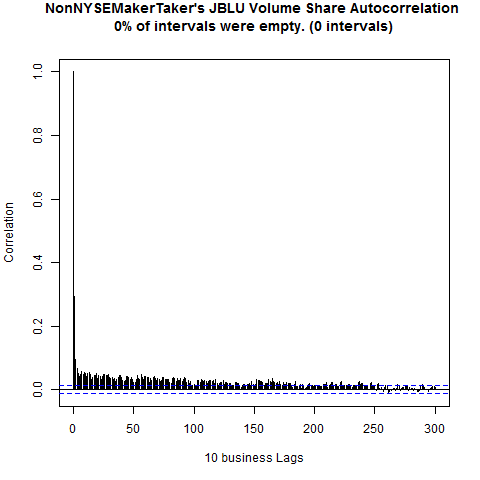 NonNYSEMakerTaker's JBLU Volume Share Autocorrelation
0% of intervals were empty. (0 intervals)
1.0
0.8
0.6
0.4
0.2
0.0
Correlation
0 50 100 150 200 250 300
10 business Lags